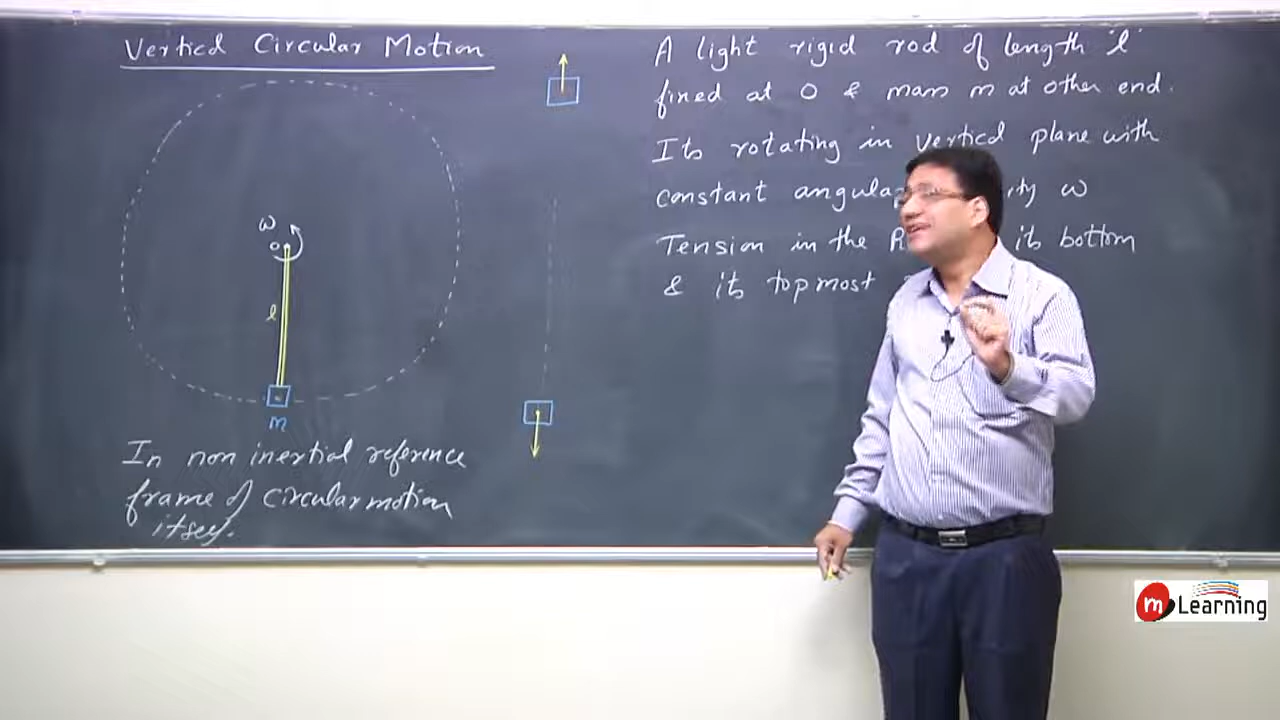 Vertical Circular Motion
A light rigid rod of length 'l'
fixed at O & mass m at other end.
Its rotating in vertical plane with
constant angula ity ω
Tension in the R its bottom
& its topmost
ω
O
l
m
In non inertial reference
frame of circular motion
itself.
m Learning